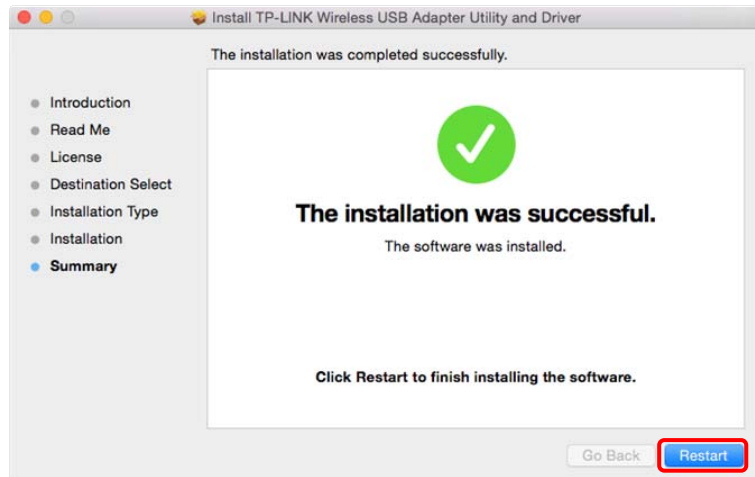 Install TP-LINK Wireless USB Adapter Utility and Driver
The installation was completed successfully.
Introduction
Read Me
License
Destination Select
Installation Type
Installation
Summary
The installation was successful.
The software was installed.
Click Restart to finish installing the software.
Go Back
Restart